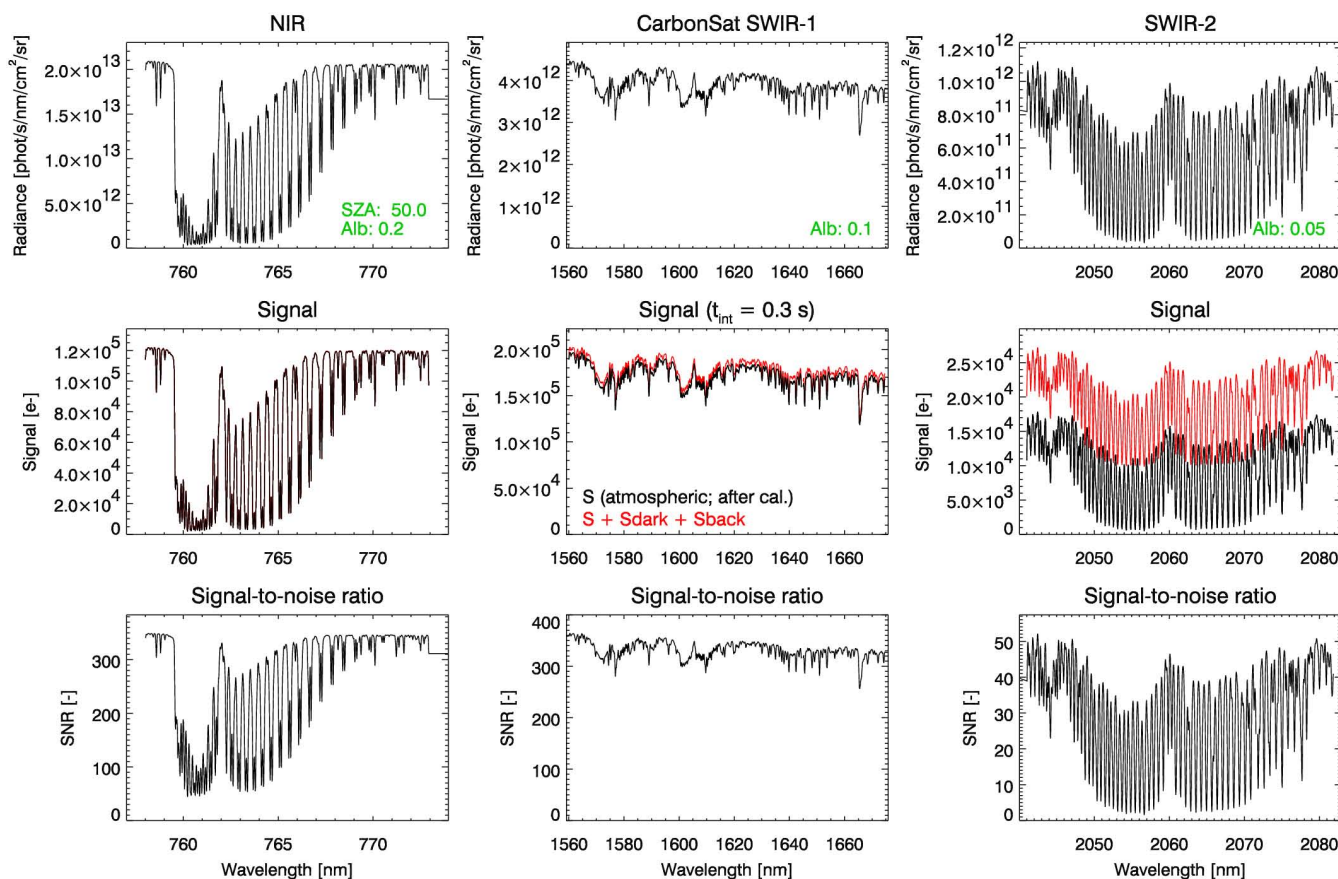 NIR
Radiance [phot/s/nm/cm²/sr]
2.0×10¹³
1.5×10¹³
1.0×10¹³
5.0×10¹²
0
SZA: 50.0
Alb: 0.2
760 765 770
CarbonSat SWIR-1
Radiance [phot/s/nm/cm²/sr]
4×10¹²
3×10¹²
2×10¹²
1×10¹²
0
Alb: 0.1
1560 1580 1600 1620 1640 1660
SWIR-2
Radiance [phot/s/nm/cm²/sr]
1.2×10¹²
1.0×10¹²
8.0×10¹¹
6.0×10¹¹
4.0×10¹¹
2.0×10¹¹
0
Alb: 0.05
2050 2060 2070 2080
Signal
Signal [e-]
1.2×10⁵
1.0×10⁵
8.0×10⁴
6.0×10⁴
4.0×10⁴
2.0×10⁴
0
760 765 770
Signal (t_int = 0.3 s)
Signal [e-]
2.0×10⁵
1.5×10⁵
1.0×10⁵
5.0×10⁴
0
S (atmospheric; after cal.)
S + Sdark + Sback
1560 1580 1600 1620 1640 1660
Signal
Signal [e-]
2.5×10⁴
2.0×10⁴
1.5×10⁴
1.0×10⁴
5.0×10³
0
2050 2060 2070 2080
Signal-to-noise ratio
SNR [-]
300
200
100
0
760 765 770
Wavelength [nm]
Signal-to-noise ratio
SNR [-]
400
300
200
100
0
1560 1580 1600 1620 1640 1660
Wavelength [nm]
Signal-to-noise ratio
SNR [-]
50
40
30
20
10
0
2050 2060 2070 2080
Wavelength [nm]